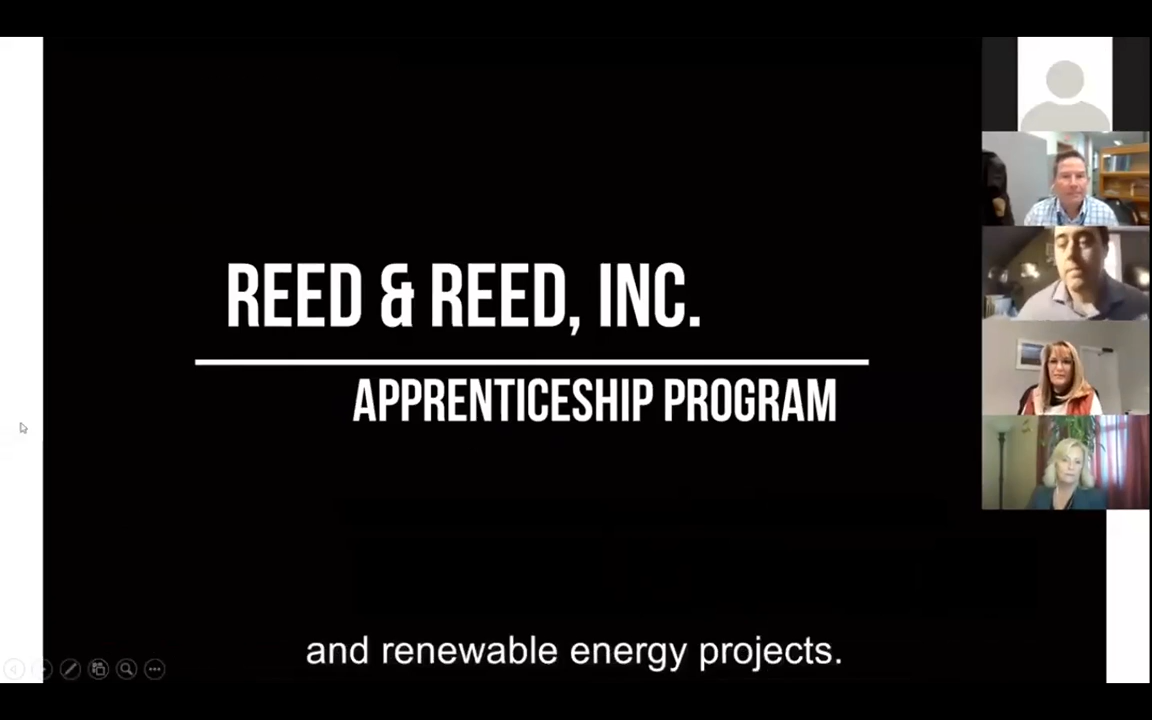 REED & REED, INC.
APPRENTICESHIP PROGRAM
and renewable energy projects.